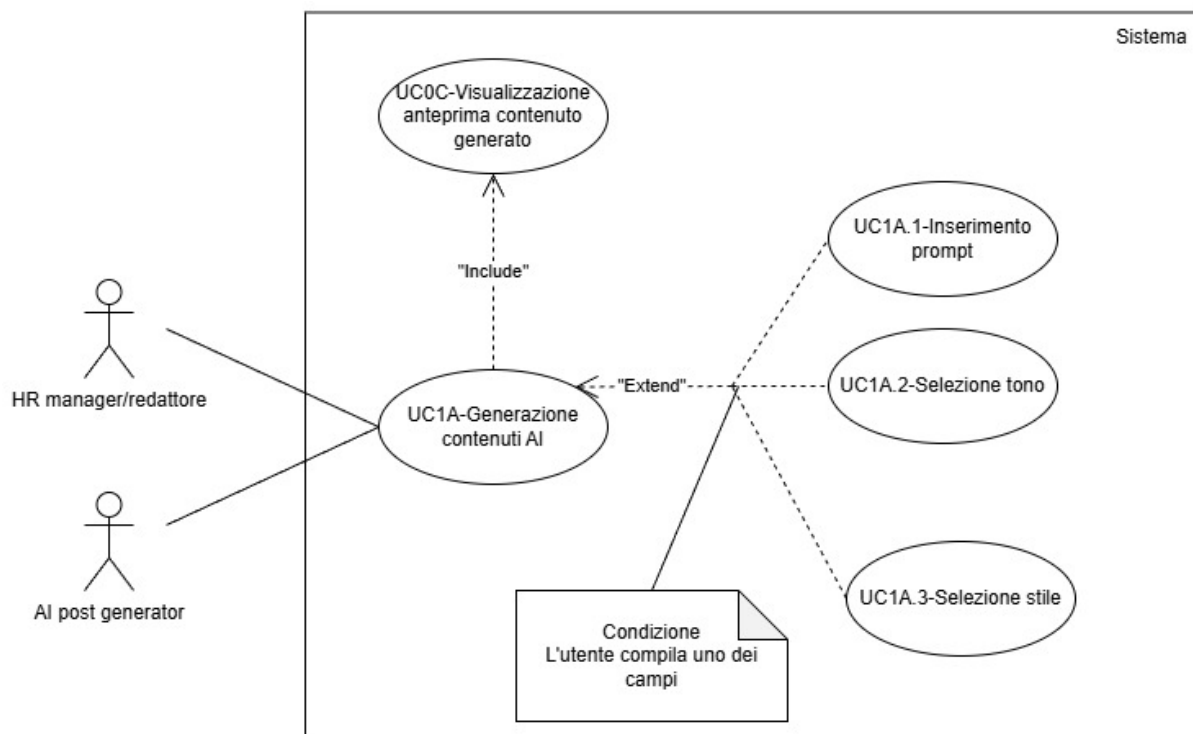 Sistema
UC0C-Visualizzazione
anteprima contenuto
generato
UC1A.1-Inserimento
prompt
"Include"
HR manager/redattore
UC1A-Generazione
contenuti AI
"Extend"
UC1A.2-Selezione tono
AI post generator
UC1A.3-Selezione stile
Condizione
L'utente compila uno dei
campi